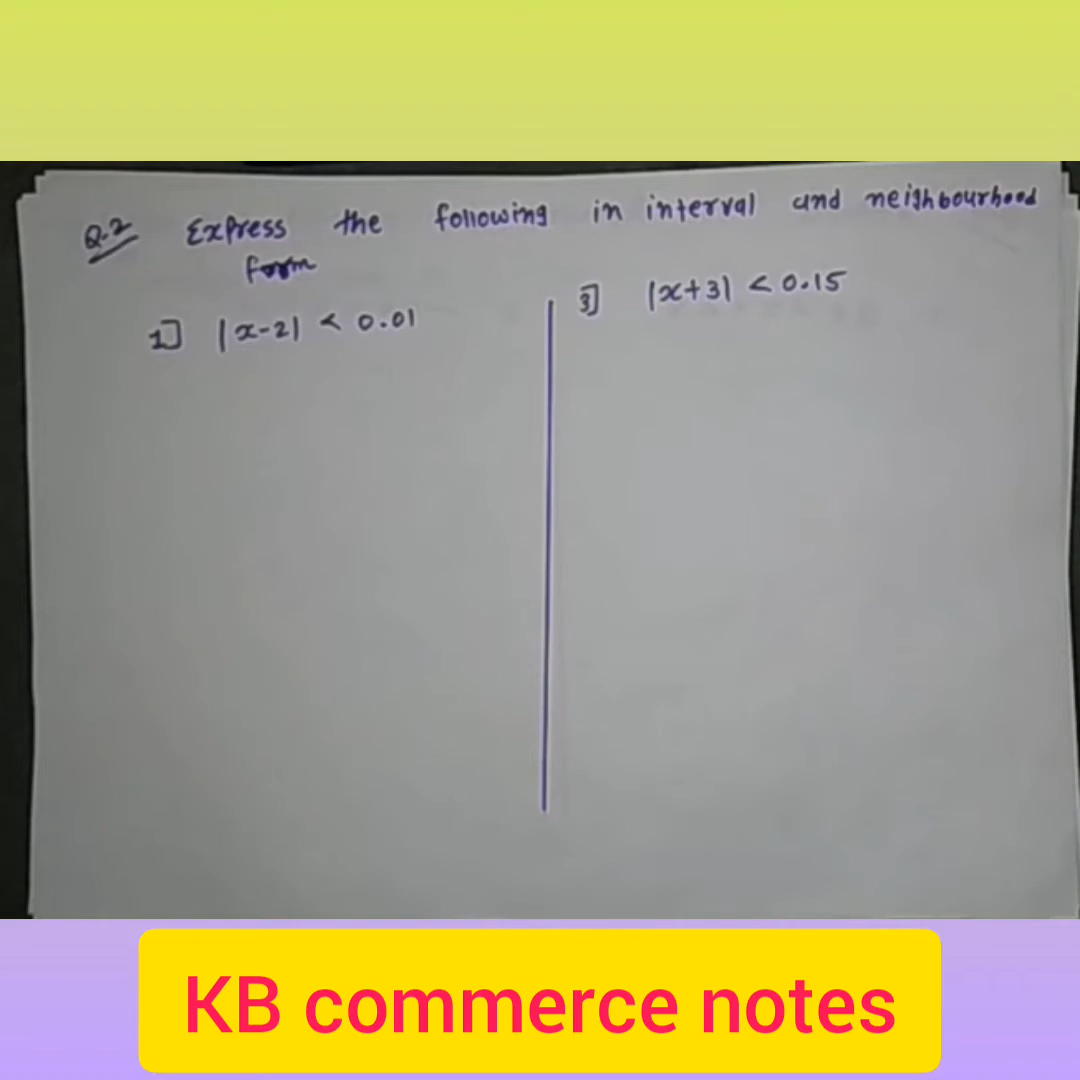 Q.2 Express the following in interval and neighbourhood
form
1] |x-2| < 0.01
3] |x+3| < 0.15
KB commerce notes